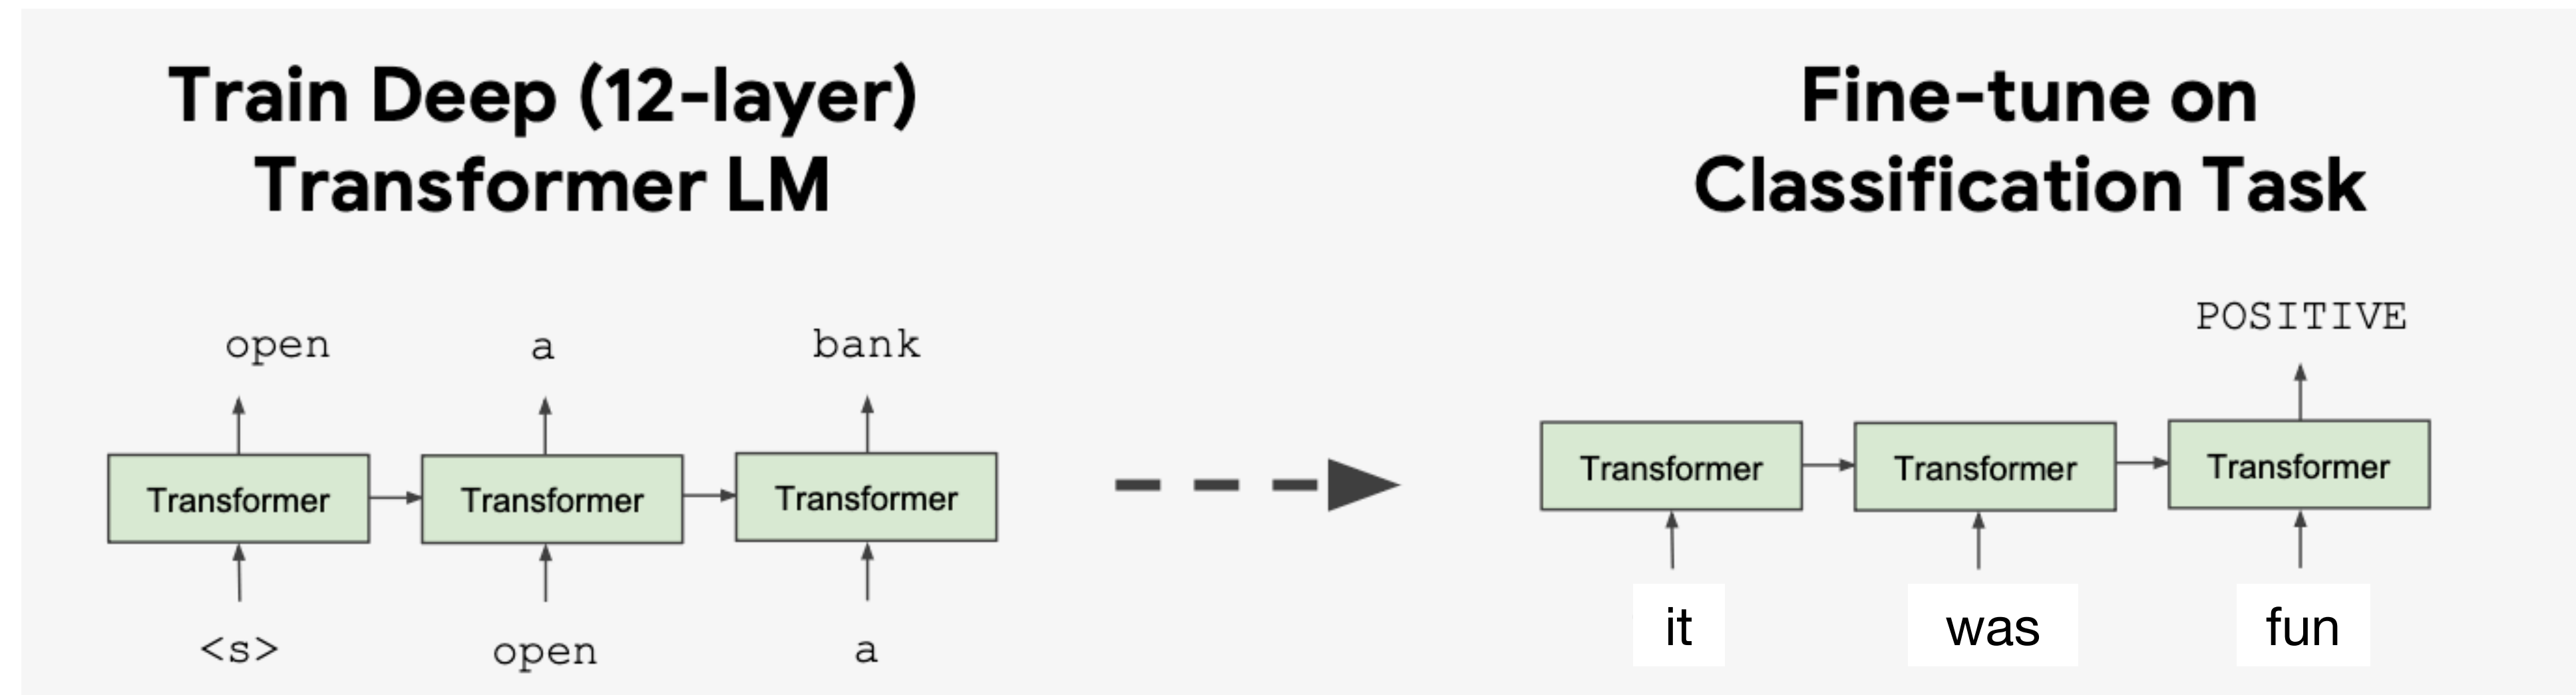 Train Deep (12-layer)
Transformer LM
open a bank
Transformer Transformer Transformer
<s> open a
Fine-tune on
Classification Task
POSITIVE
Transformer Transformer Transformer
it was fun